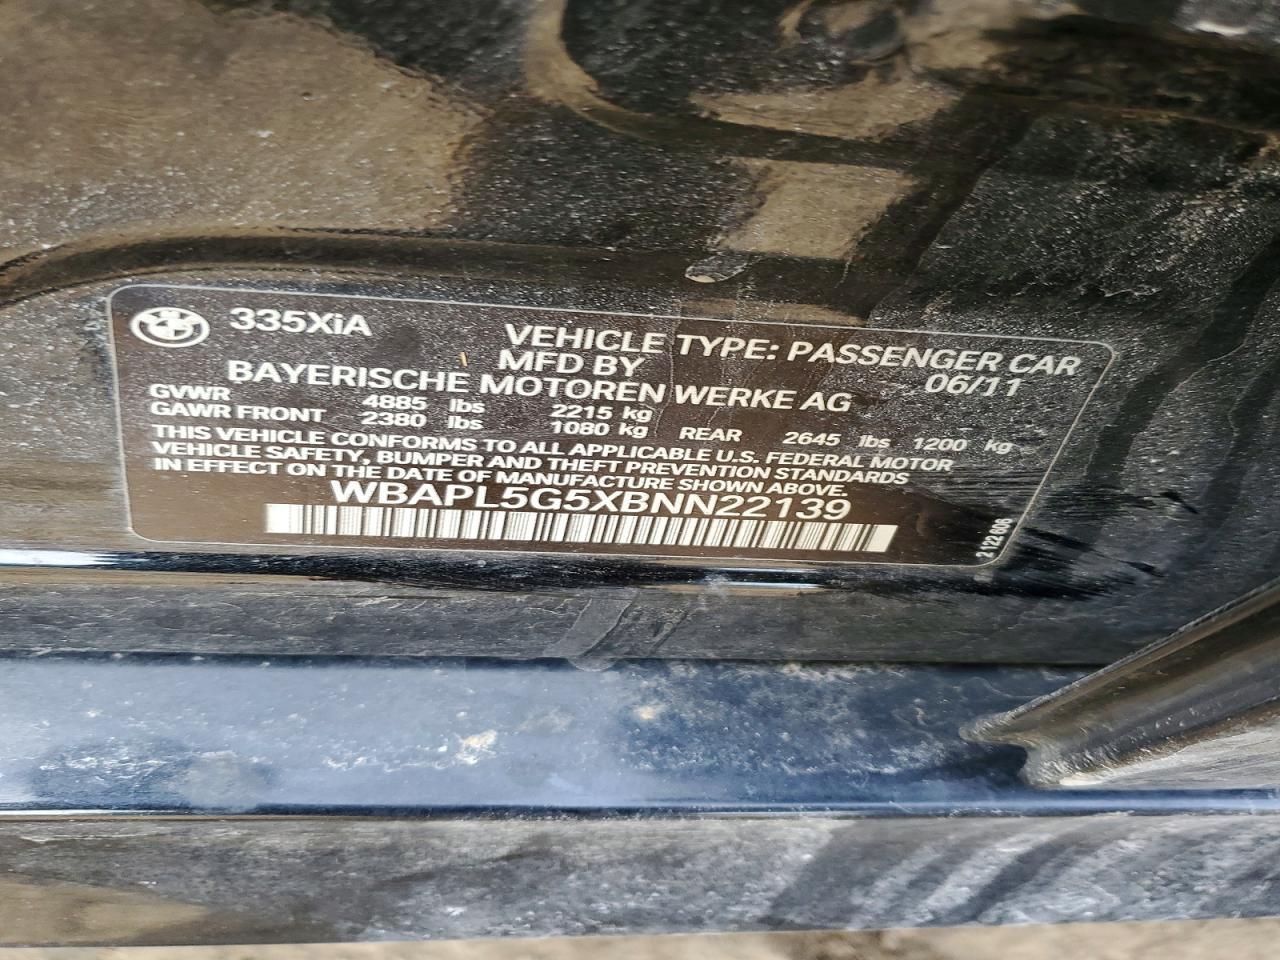 335XiA
VEHICLE TYPE: PASSENGER CAR
MFD BY 06/11
BAYERISCHE MOTOREN WERKE AG
GVWR 4885 lbs 2215 kg
GAWR FRONT 2380 lbs 1080 kg REAR 2645 lbs 1200 kg
THIS VEHICLE CONFORMS TO ALL APPLICABLE U.S. FEDERAL MOTOR
VEHICLE SAFETY, BUMPER AND THEFT PREVENTION STANDARDS
IN EFFECT ON THE DATE OF MANUFACTURE SHOWN ABOVE.
WBAPL5G5XBNN22139